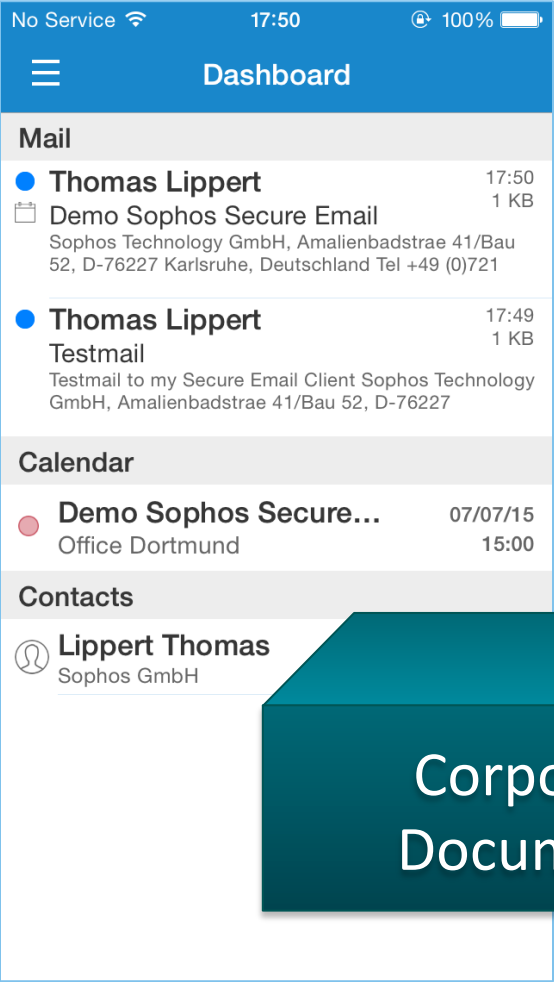 No Service 17:50 100%
Dashboard
Mail
Thomas Lippert 17:50
1 KB
Demo Sophos Secure Email
Sophos Technology GmbH, Amalienbadstrae 41/Bau
52, D-76227 Karlsruhe, Deutschland Tel +49 (0)721
Thomas Lippert 17:49
1 KB
Testmail
Testmail to my Secure Email Client Sophos Technology
GmbH, Amalienbadstrae 41/Bau 52, D-76227
Calendar
Demo Sophos Secure... 07/07/15
Office Dortmund 15:00
Contacts
Lippert Thomas
Sophos GmbH
Corpo
Docum